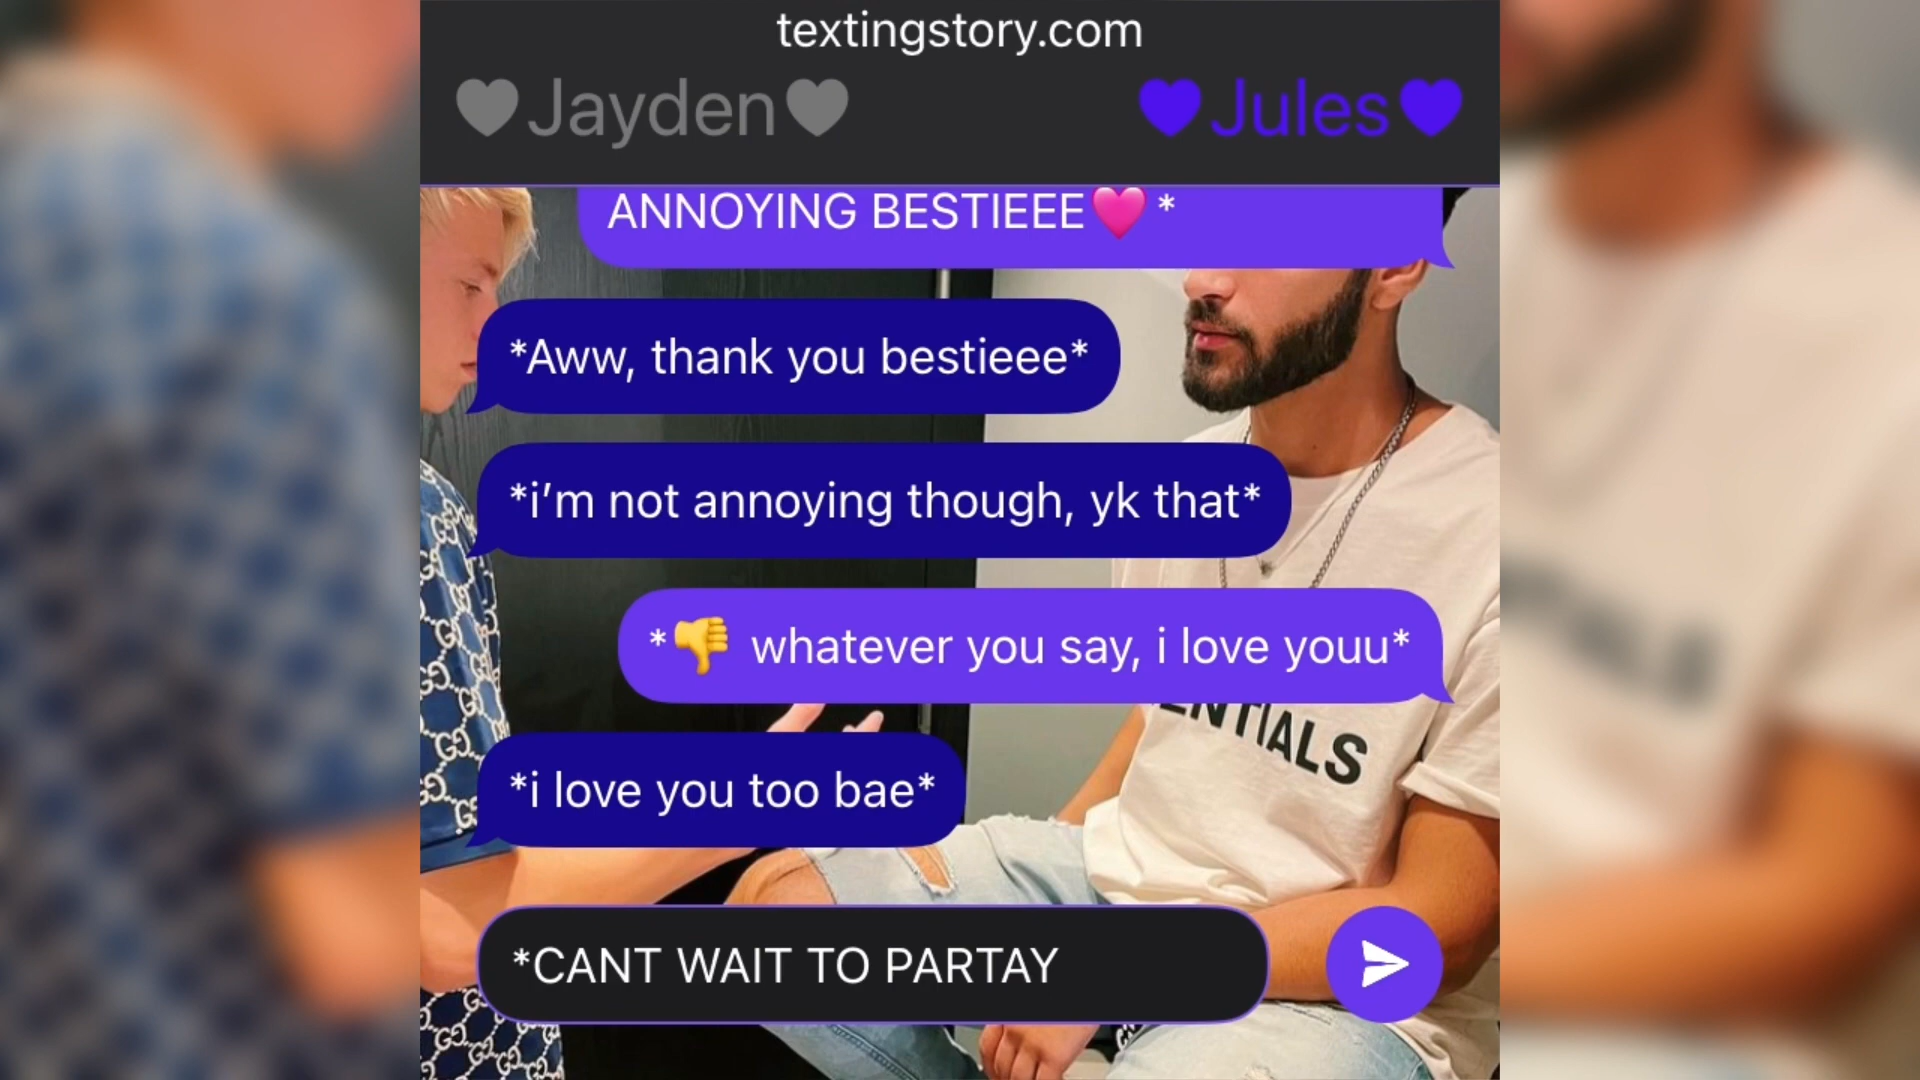 textingstory.com
🩶Jayden🩶 💜Jules💜
ANNOYING BESTIEEE🩷*
*Aww, thank you bestieee*
*i’m not annoying though, yk that*
*👎 whatever you say, i love youu*
ENTIALS
*i love you too bae*
*CANT WAIT TO PARTAY